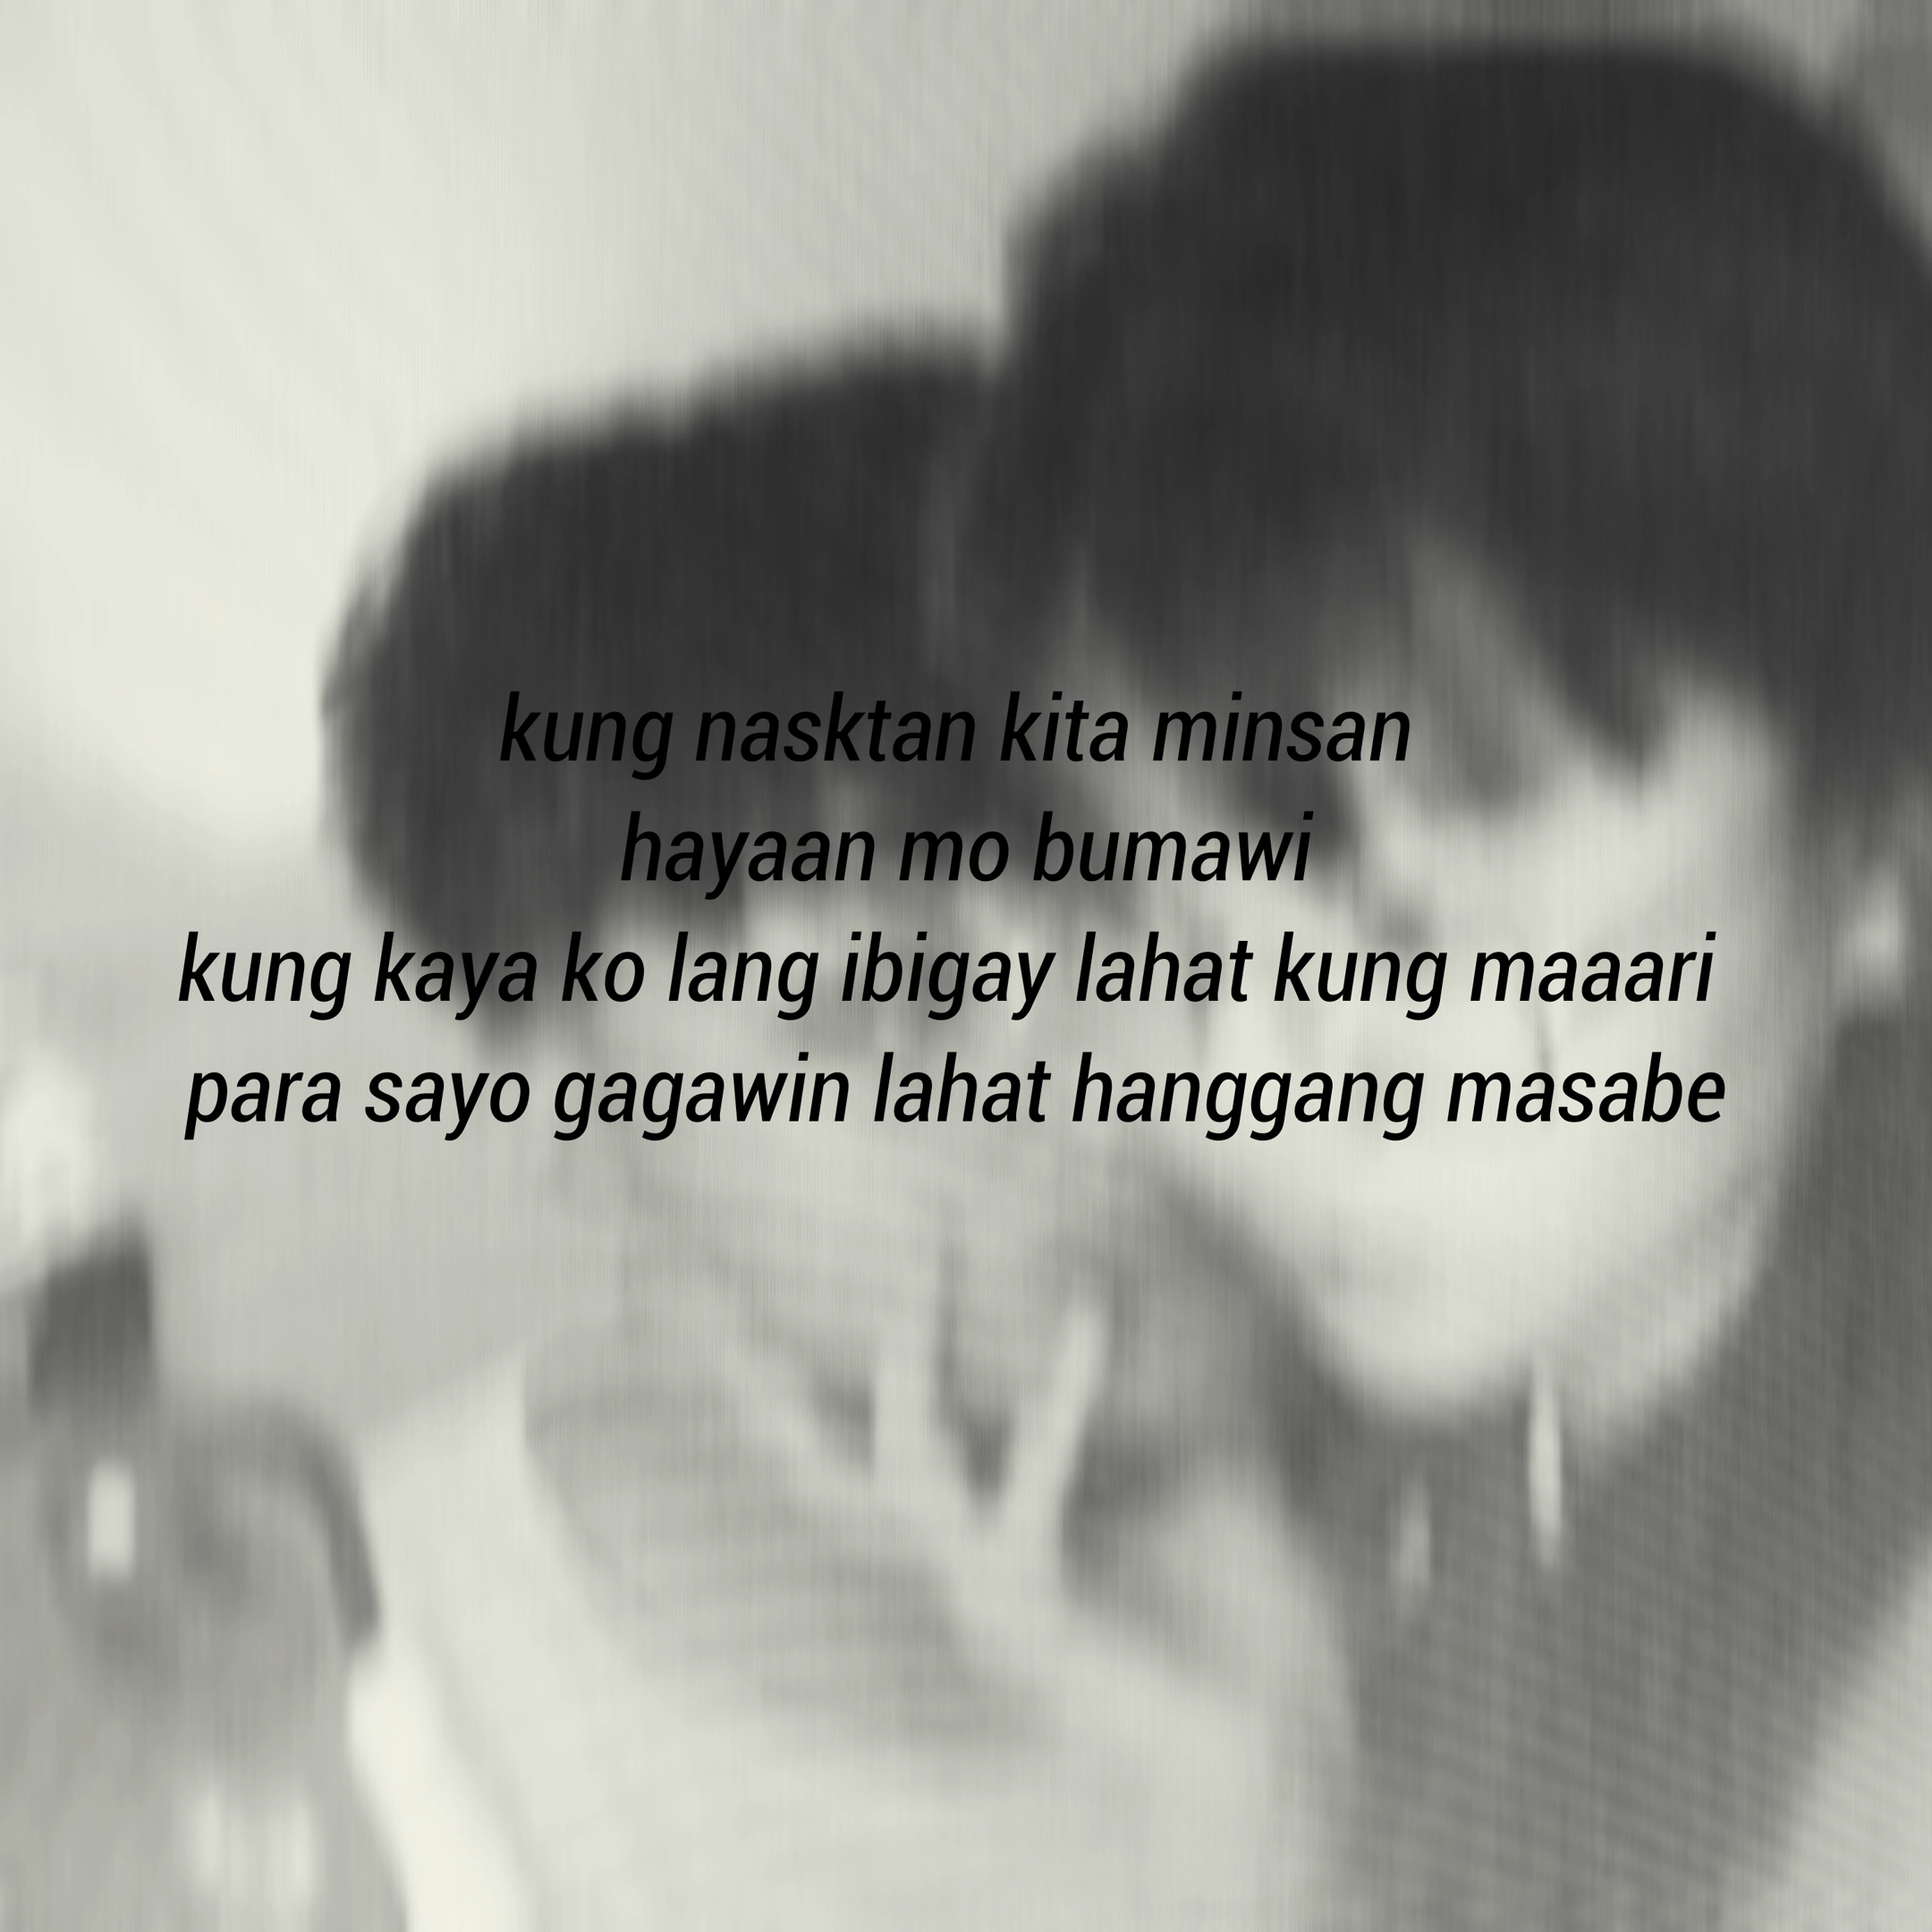 kung nasktan kita minsan
hayaan mo bumawi
kung kaya ko lang ibigay lahat kung maaari
para sayo gagawin lahat hanggang masabe